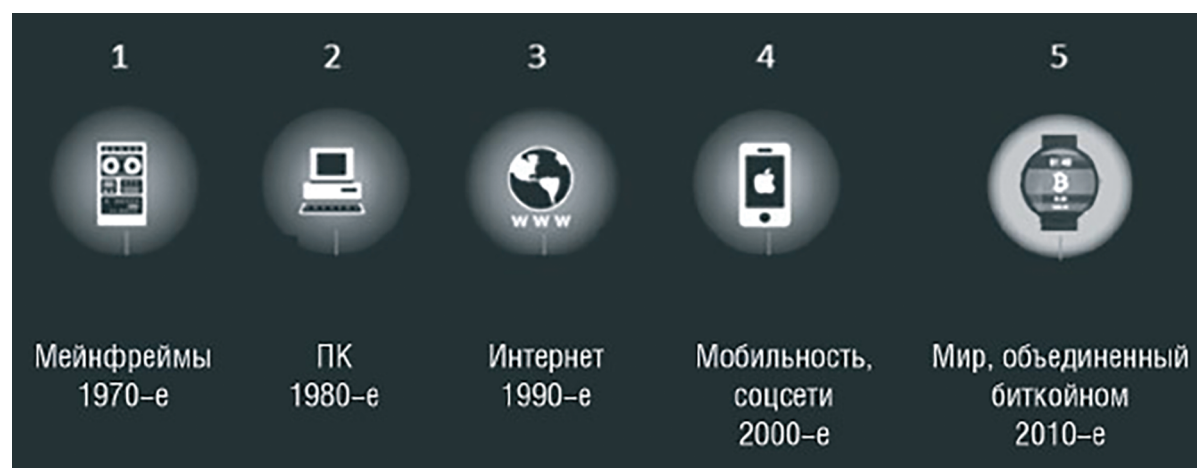 1
2
3
4
5
WWW
Мейнфреймы
1970–е
ПК
1980–е
Интернет
1990–е
Мобильность,
соцсети
2000–е
Мир, объединенный
биткойном
2010–е